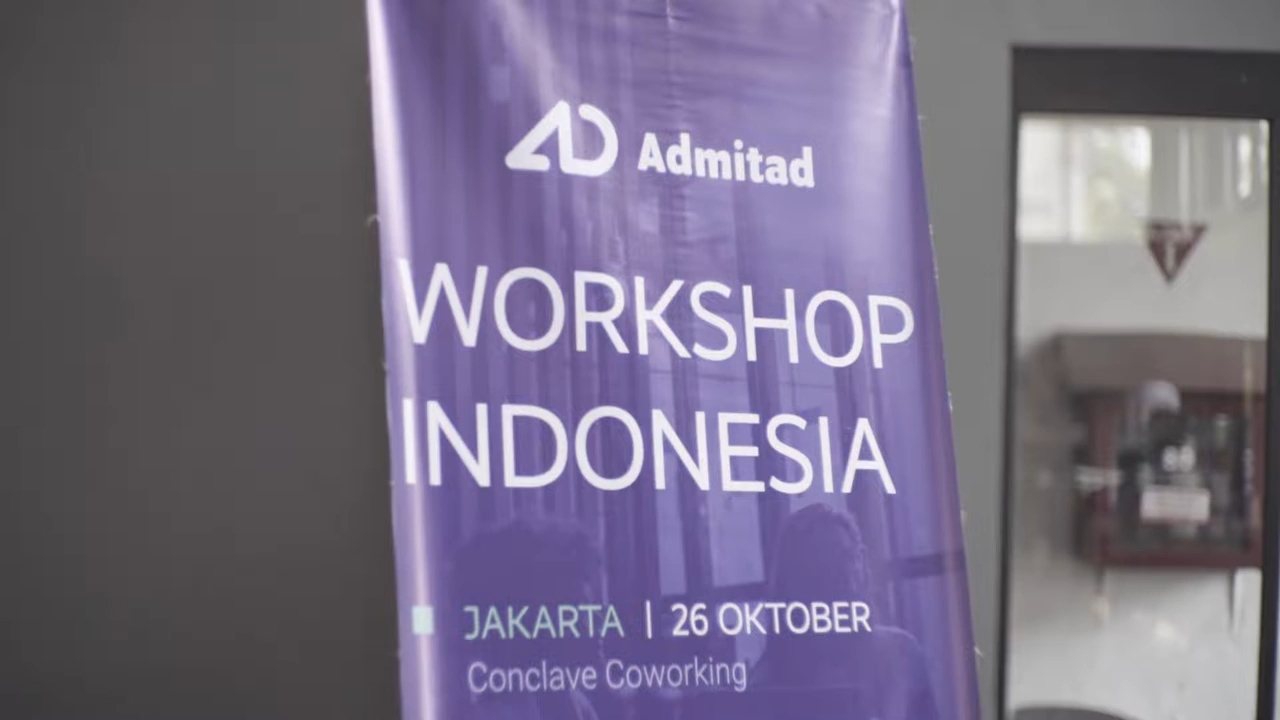 Admitad
WORKSHOP
INDONESIA
JAKARTA | 26 OKTOBER
Conclave Coworking